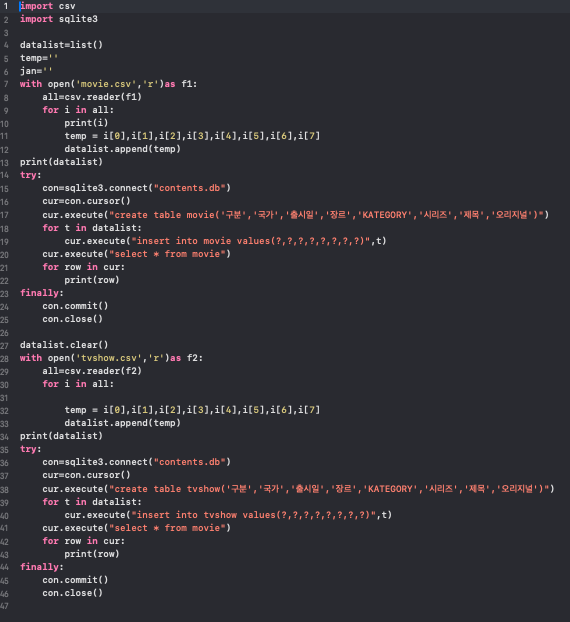 1 import csv
2 import sqlite3
3
4 datalist=list()
5 temp=''
6 jan=''
7 with open('movie.csv','r')as f1:
8     all=csv.reader(f1)
9     for i in all:
10         print(i)
11         temp = i[0],i[1],i[2],i[3],i[4],i[5],i[6],i[7]
12         datalist.append(temp)
13 print(datalist)
14 try:
15     con=sqlite3.connect("contents.db")
16     cur=con.cursor()
17     cur.execute("create table movie('구분','국가','출시일','장르','KATEGORY','시리즈','제목','오리지널')")
18     for t in datalist:
19         cur.execute("insert into movie values(?,?,?,?,?,?,?,?)",t)
20     cur.execute("select * from movie")
21     for row in cur:
22         print(row)
23 finally:
24     con.commit()
25     con.close()
26
27 datalist.clear()
28 with open('tvshow.csv','r')as f2:
29     all=csv.reader(f2)
30     for i in all:
31
32         temp = i[0],i[1],i[2],i[3],i[4],i[5],i[6],i[7]
33         datalist.append(temp)
34 print(datalist)
35 try:
36     con=sqlite3.connect("contents.db")
37     cur=con.cursor()
38     cur.execute("create table tvshow('구분','국가','출시일','장르','KATEGORY','시리즈','제목','오리지널')")
39     for t in datalist:
40         cur.execute("insert into tvshow values(?,?,?,?,?,?,?,?)",t)
41     cur.execute("select * from movie")
42     for row in cur:
43         print(row)
44 finally:
45     con.commit()
46     con.close()
47